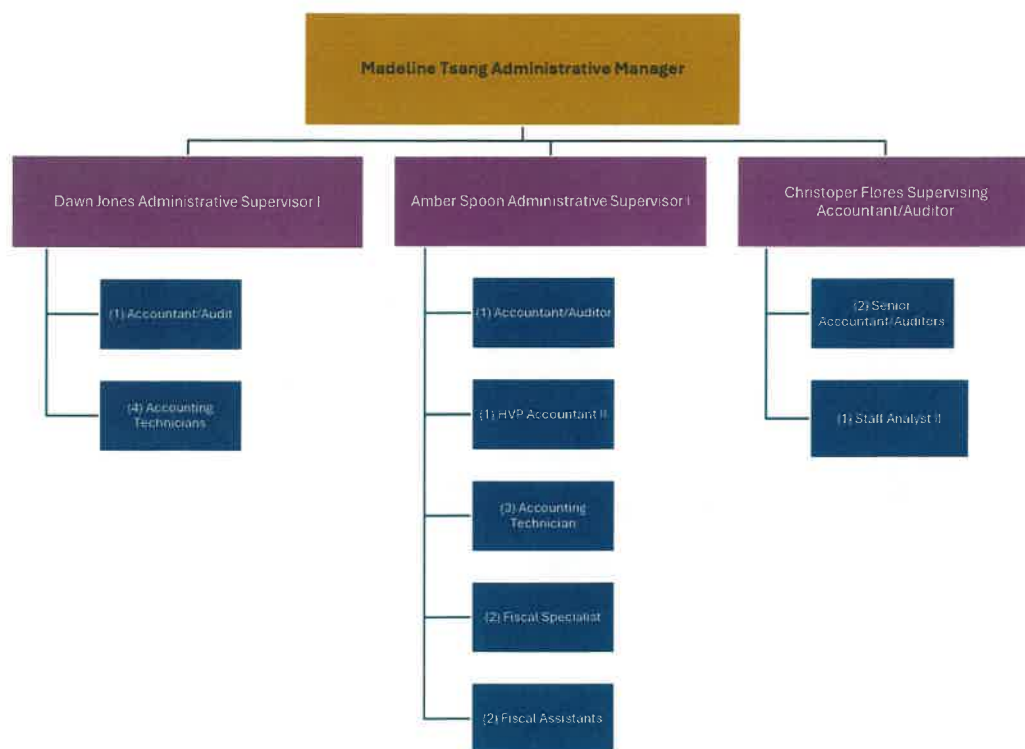 Madeline Tsang Administrative Manager
Dawn Jones Administrative Supervisor I
Amber Spoon Administrative Supervisor I
Christoper Flores Supervising
Accountant/Auditor
(1) Accountant/Audit
(4) Accounting
Technicians
(1) Accountant/Auditor
(1) HVP Accountant II
(3) Accounting
Technician
(2) Fiscal Specialist
(2) Fiscal Assistants
(2) Senior
Accountant/Auditers
(1) Staff Analyst II